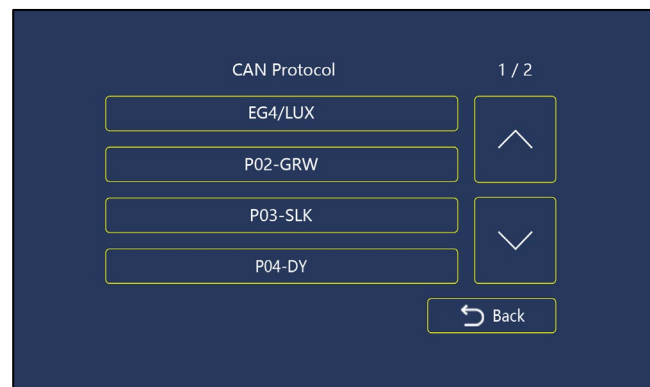 CAN Protocol 1 / 2
EG4/LUX
P02-GRW
P03-SLK
P04-DY
Back